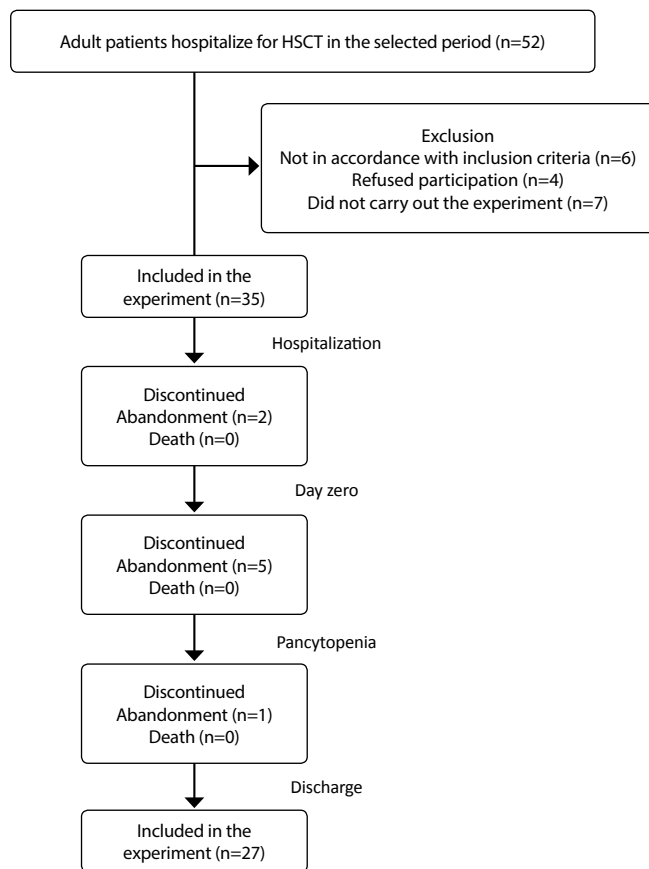 Adult patients hospitalize for HSCT in the selected period (n=52)
Exclusion
Not in accordance with inclusion criteria (n=6)
Refused participation (n=4)
Did not carry out the experiment (n=7)
Included in the
experiment (n=35)
Hospitalization
Discontinued
Abandonment (n=2)
Death (n=0)
Day zero
Discontinued
Abandonment (n=5)
Death (n=0)
Pancytopenia
Discontinued
Abandonment (n=1)
Death (n=0)
Discharge
Included in the
experiment (n=27)